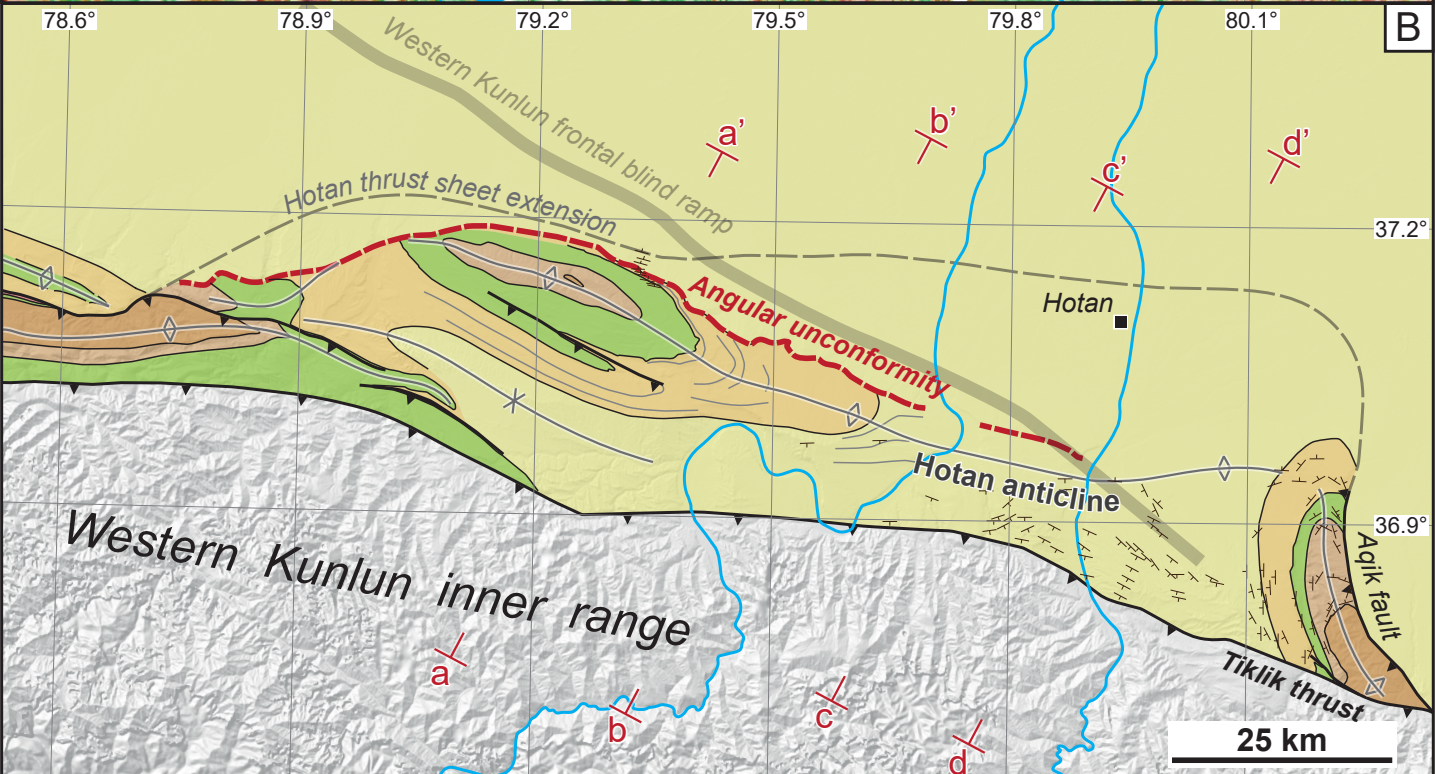 78.6°
78.9°
79.2°
79.5°
79.8°
80.1°
B
Western Kunlun frontal blind ramp
a’
b’
c’
d’
Hotan thrust sheet extension
37.2°
Angular unconformity
Hotan
Hotan anticline
36.9°
Aqik fault
Western Kunlun inner range
Tiklik thrust
a
b
c
d
25 km